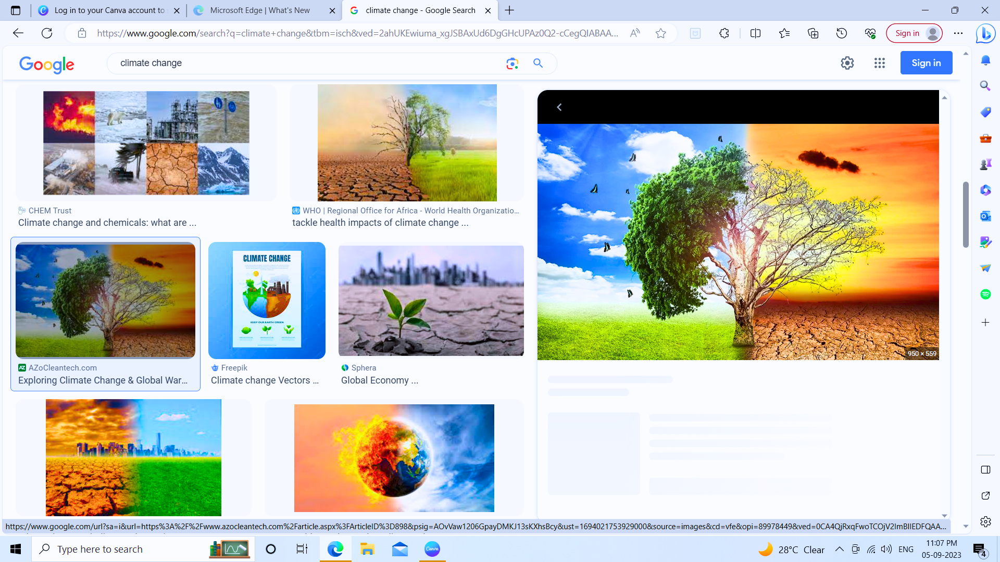 Log in to your Canva account to
Microsoft Edge | What's New
climate change - Google Search
https://www.google.com/search?q=climate+change&tbm=isch&ved=2ahUKEwiuma_xgJSBAxUd6DgGHcUPAz0Q2-cCegQIABAA...
Sign in
Google
climate change
Sign in
CHEM Trust
Climate change and chemicals: what are ...
WHO | Regional Office for Africa - World Health Organizatio...
tackle health impacts of climate change ...
950 × 559
CLIMATE CHANGE
KEEP OUR EARTH GREEN
AZ AZoCleantech.com
Exploring Climate Change & Global War...
Freepik
Climate change Vectors ...
Sphera
Global Economy ...
https://www.google.com/url?sa=i&url=https%3A%2F%2Fwww.azocleantech.com%2Farticle.aspx%3FArticleID%3D898&psig=AOvVaw1206GpayDMKJ13sKXhsBcy&ust=1694021753929000&source=images&cd=vfe&opi=89978449&ved=0CA4QjRxqFwoTCOjV2ImBlIEDFQAA...
Type here to search
Canva
28°C Clear
ENG
11:07 PM
05-09-2023
4